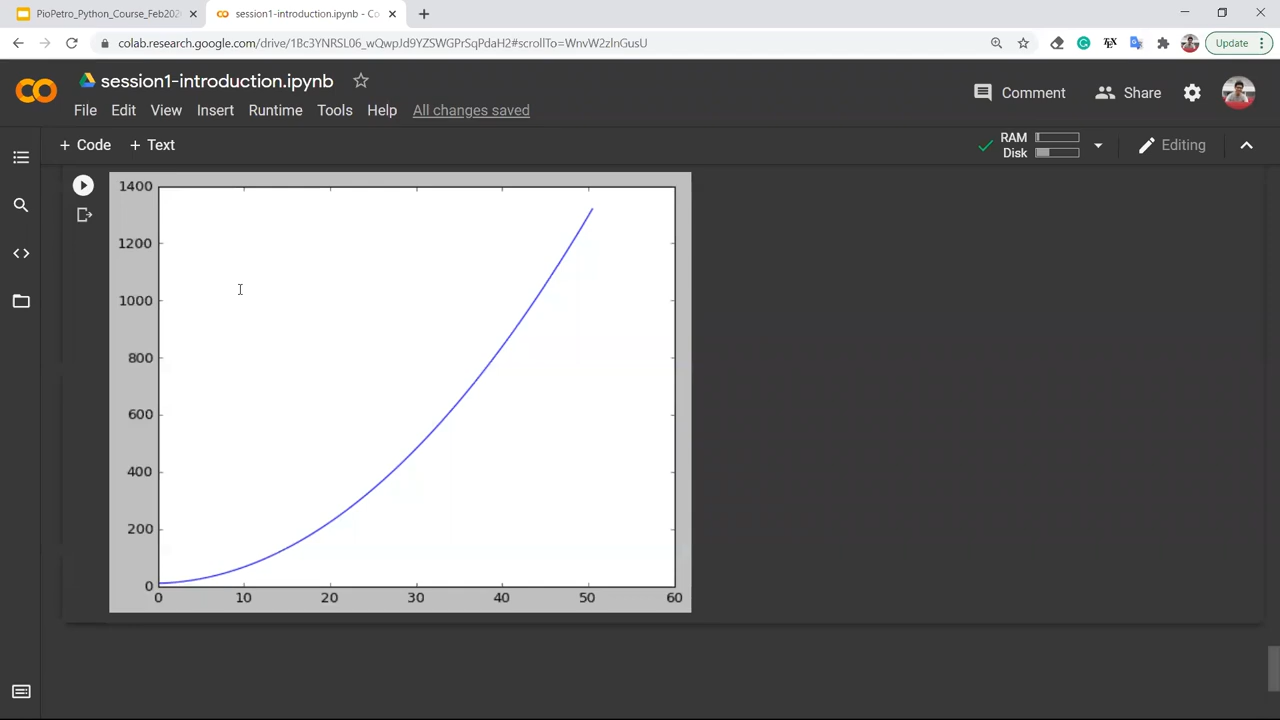 PioPetro_Python_Course_Feb202
session1-introduction.ipynb - Co
colab.research.google.com/drive/1Bc3YNRSL06_wQwpJd9YZSWGPrSqPdaH2#scrollTo=WnvW2zlnGusU
Update
session1-introduction.ipynb
Comment
Share
File Edit View Insert Runtime Tools Help All changes saved
+ Code + Text
RAM
Disk
Editing
1400
1200
1000
800
600
400
200
0
0 10 20 30 40 50 60